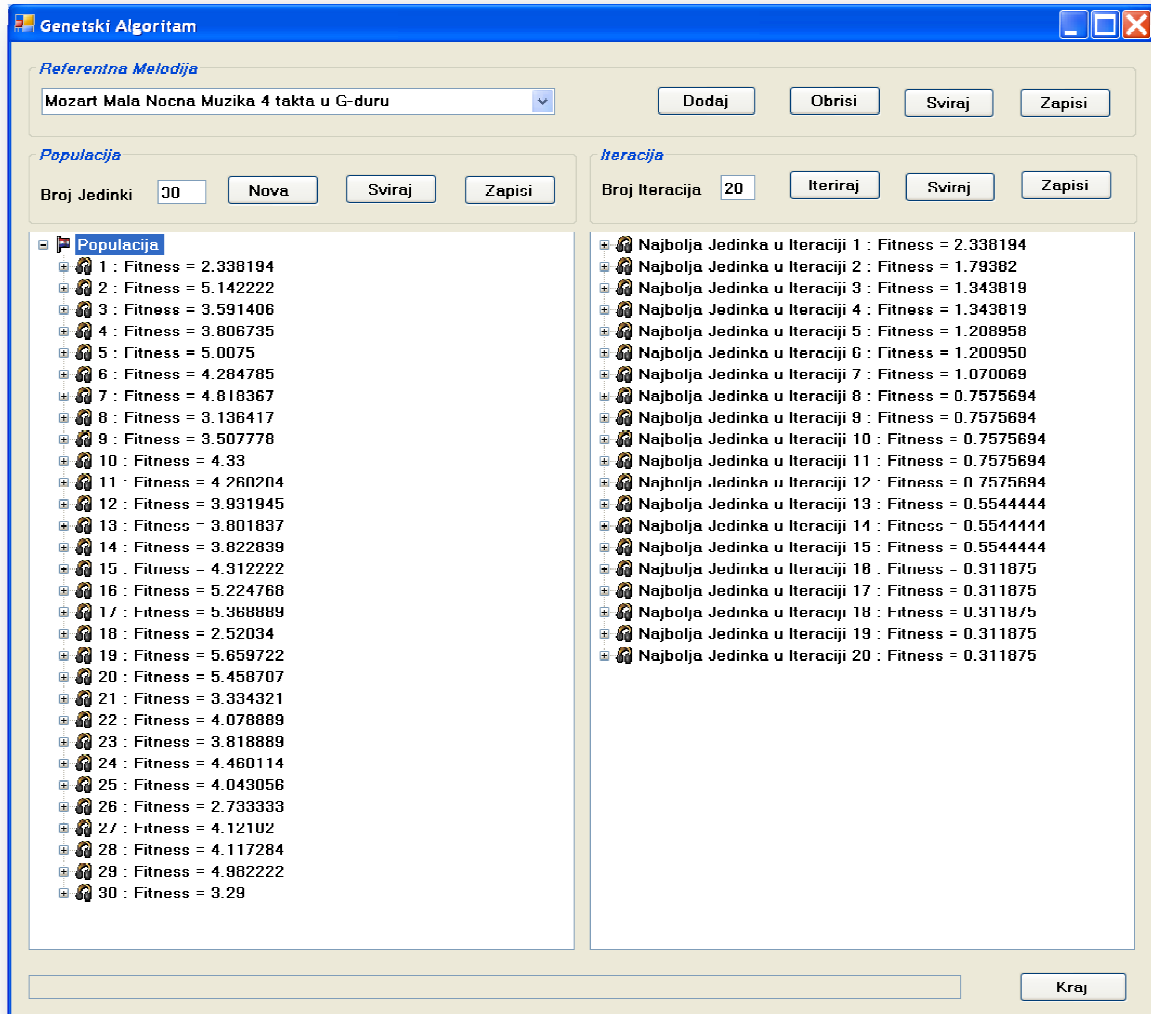 Genetski Algoritam
Referentna Melodija
Mozart Mala Nocna Muzika 4 takta u G-duru
Dodaj
Obrisi
Sviraj
Zapisi
Populacija
Broj Jedinki
30
Nova
Sviraj
Zapisi
Iteracija
Broj Iteracija
20
Iteriraj
Sviraj
Zapisi
Populacija
1 : Fitness = 2.338194
2 : Fitness = 5.142222
3 : Fitness = 3.591406
4 : Fitness = 3.806735
5 : Fitness = 5.0075
6 : Fitness = 4.284785
7 : Fitness = 4.818367
8 : Fitness = 3.136417
9 : Fitness = 3.507778
10 : Fitness = 4.33
11 : Fitness = 4.260204
12 : Fitness = 3.931945
13 : Fitness = 3.801837
14 : Fitness = 3.822839
15 : Fitness = 4.312222
16 : Fitness = 5.224768
17 : Fitness = 5.368889
18 : Fitness = 2.52034
19 : Fitness = 5.659722
20 : Fitness = 5.458707
21 : Fitness = 3.334321
22 : Fitness = 4.078889
23 : Fitness = 3.818889
24 : Fitness = 4.460114
25 : Fitness = 4.043056
26 : Fitness = 2.733333
27 : Fitness = 4.12102
28 : Fitness = 4.117284
29 : Fitness = 4.982222
30 : Fitness = 3.29
Najbolja Jedinka u Iteraciji 1 : Fitness = 2.338194
Najbolja Jedinka u Iteraciji 2 : Fitness = 1.79382
Najbolja Jedinka u Iteraciji 3 : Fitness = 1.343819
Najbolja Jedinka u Iteraciji 4 : Fitness = 1.343819
Najbolja Jedinka u Iteraciji 5 : Fitness = 1.208958
Najbolja Jedinka u Iteraciji 6 : Fitness = 1.200950
Najbolja Jedinka u Iteraciji 7 : Fitness = 1.070069
Najbolja Jedinka u Iteraciji 8 : Fitness = 0.7575694
Najbolja Jedinka u Iteraciji 9 : Fitness = 0.7575694
Najbolja Jedinka u Iteraciji 10 : Fitness = 0.7575694
Najbolja Jedinka u Iteraciji 11 : Fitness = 0.7575694
Najbolja Jedinka u Iteraciji 12 : Fitness = 0.7575694
Najbolja Jedinka u Iteraciji 13 : Fitness = 0.5544444
Najbolja Jedinka u Iteraciji 14 : Fitness = 0.5544444
Najbolja Jedinka u Iteraciji 15 : Fitness = 0.5544444
Najbolja Jedinka u Iteraciji 16 : Fitness = 0.311875
Najbolja Jedinka u Iteraciji 17 : Fitness = 0.311875
Najbolja Jedinka u Iteraciji 18 : Fitness = 0.311875
Najbolja Jedinka u Iteraciji 19 : Fitness = 0.311875
Najbolja Jedinka u Iteraciji 20 : Fitness = 0.311875
Kraj